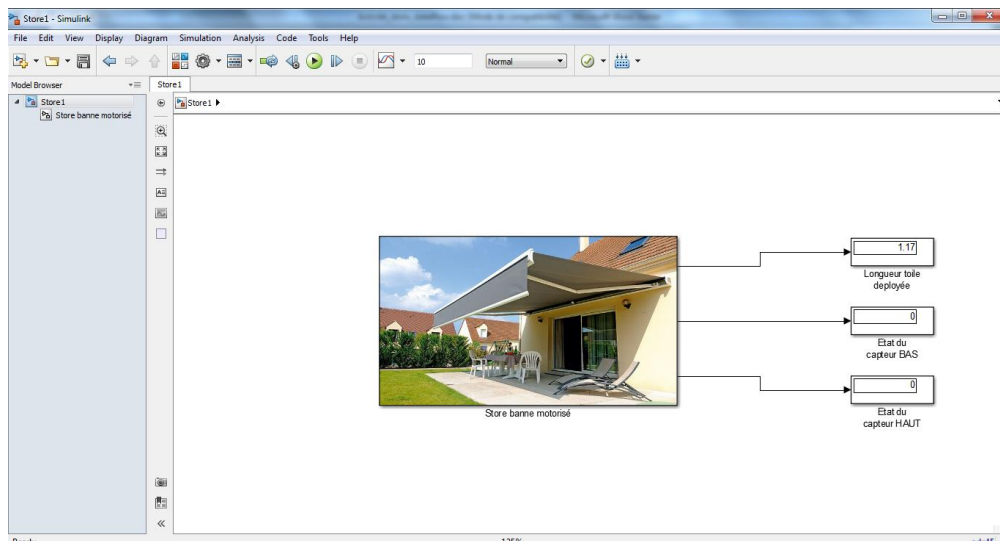 Store1 - Simulink
File Edit View Display Diagram Simulation Analysis Code Tools Help
10
Normal
Model Browser
Store1
Store1
Store banne motorisé
Store1
1.17
Longueur toile
deployée
0
Etat du
capteur BAS
0
Etat du
capteur HAUT
Store banne motorisé
125%